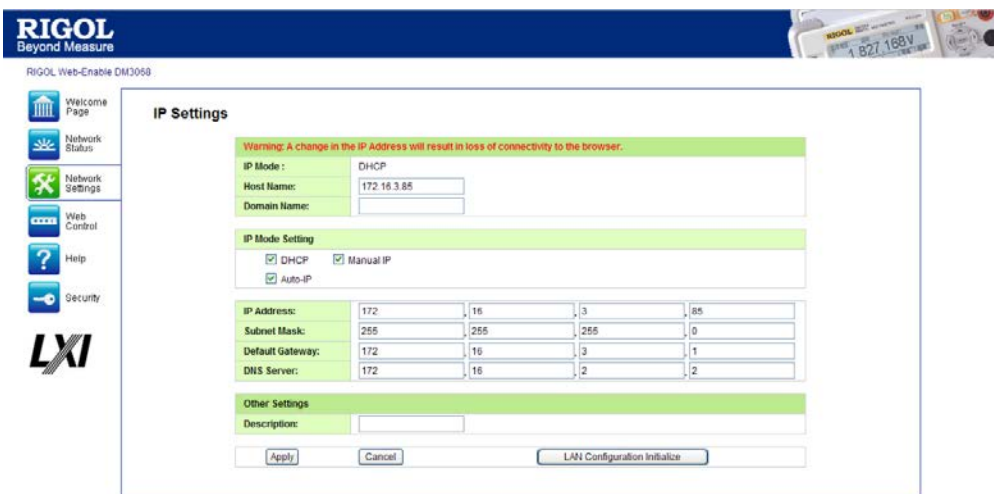 RIGOL
Beyond Measure
RIGOL
1.827,168V
RIGOL Web-Enable DM3068
Welcome Page
Network Status
Network Settings
Web Control
Help
Security
LXI
IP Settings
Warning: A change in the IP Address will result in loss of connectivity to the browser.
IP Mode : DHCP
Host Name: 172.16.3.85
Domain Name:
IP Mode Setting
DHCP Manual IP
Auto-IP
IP Address: 172 . 16 . 3 . 85
Subnet Mask: 255 . 255 . 255 . 0
Default Gateway: 172 . 16 . 3 . 1
DNS Server: 172 . 16 . 2 . 2
Other Settings
Description:
Apply Cancel LAN Configuration Initialize